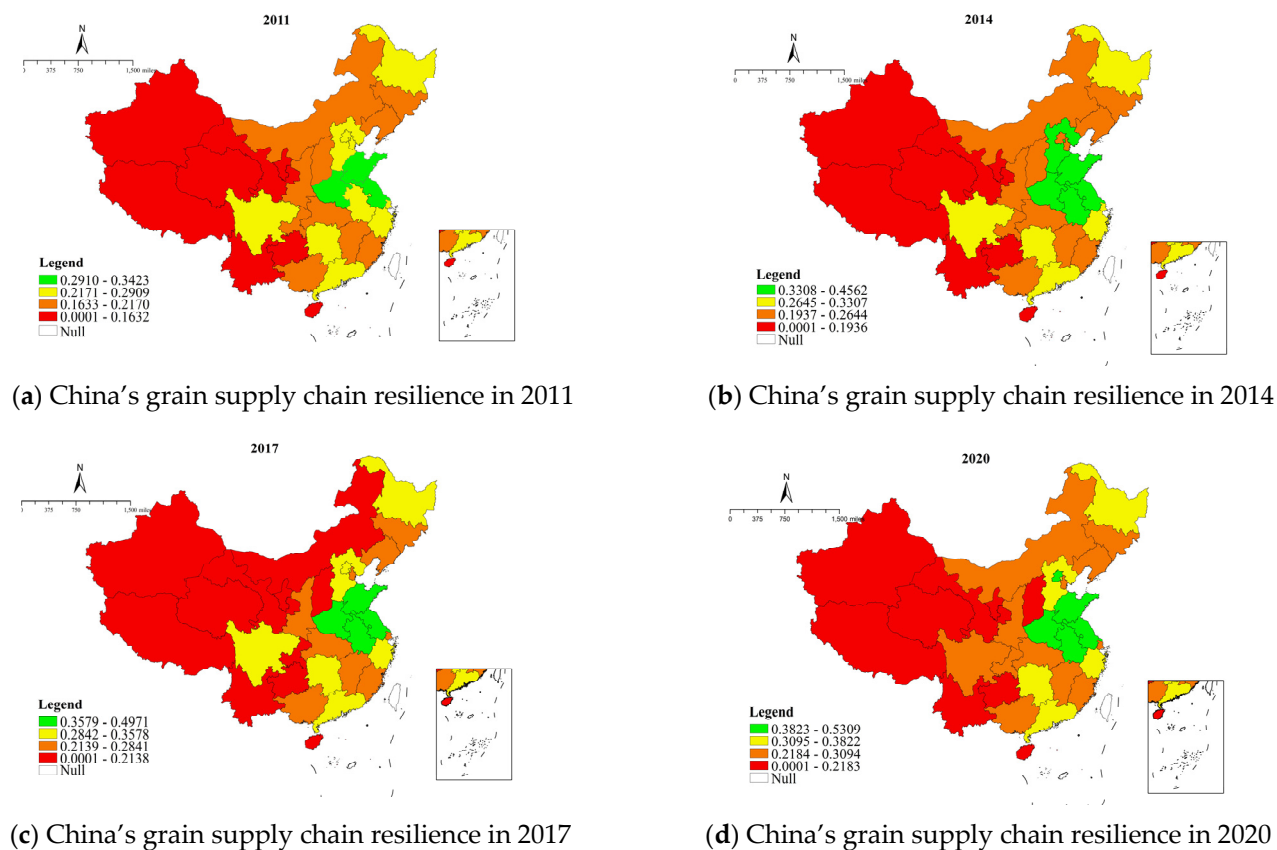 2011
N
0 375 750 1,500 miles
Legend
0.2910 - 0.3423
0.2171 - 0.2909
0.1633 - 0.2170
0.0001 - 0.1632
Null
(a) China's grain supply chain resilience in 2011
2014
N
0 375 750 1,500 miles
Legend
0.3308 - 0.4562
0.2645 - 0.3307
0.1937 - 0.2644
0.0001 - 0.1936
Null
(b) China's grain supply chain resilience in 2014
2017
N
0 375 750 1,500 miles
Legend
0.3579 - 0.4971
0.2842 - 0.3578
0.2139 - 0.2841
0.0001 - 0.2138
Null
(c) China's grain supply chain resilience in 2017
2020
N
0 375 750 1,500 miles
Legend
0.3823 - 0.5309
0.3095 - 0.3822
0.2184 - 0.3094
0.0001 - 0.2183
Null
(d) China's grain supply chain resilience in 2020